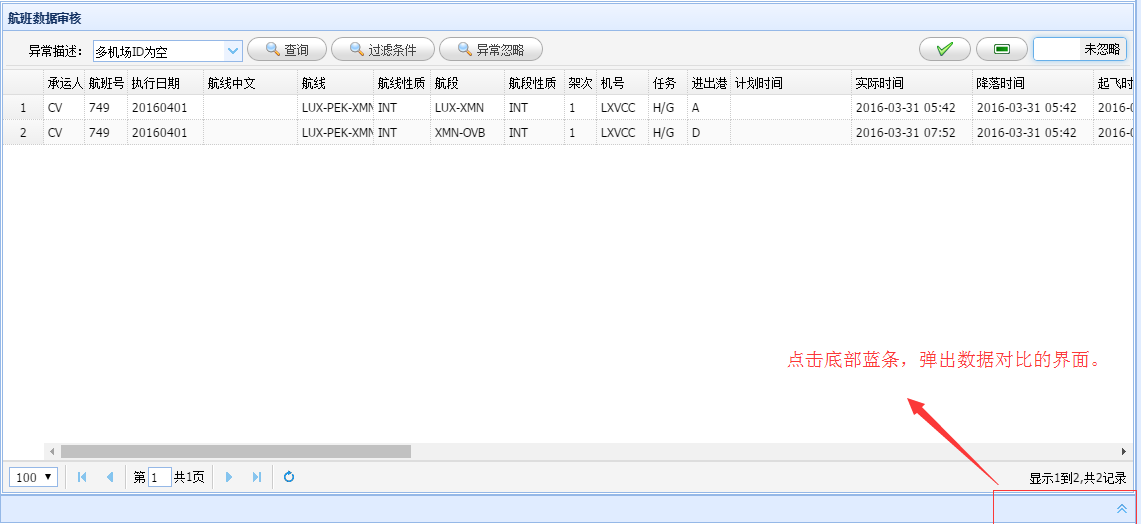 航班数据审核
异常描述： 多机场ID为空 查询 过滤条件 异常忽略 未忽略
承运人 航班号 执行日期 航线中文 航线 航线性质 航段 航段性质 架次 机号 任务 进出港 计划时间 实际时间 降落时间 起飞时
1 CV 749 20160401 LUX-PEK-XMN INT LUX-XMN INT 1 LXVCC H/G A 2016-03-31 05:42 2016-03-31 05:42 2016-0
2 CV 749 20160401 LUX-PEK-XMN INT XMN-OVB INT 1 LXVCC H/G D 2016-03-31 07:52 2016-03-31 05:42 2016-0
点击底部蓝条，弹出数据对比的界面。
100 第 1 共1页 显示1到2,共2记录